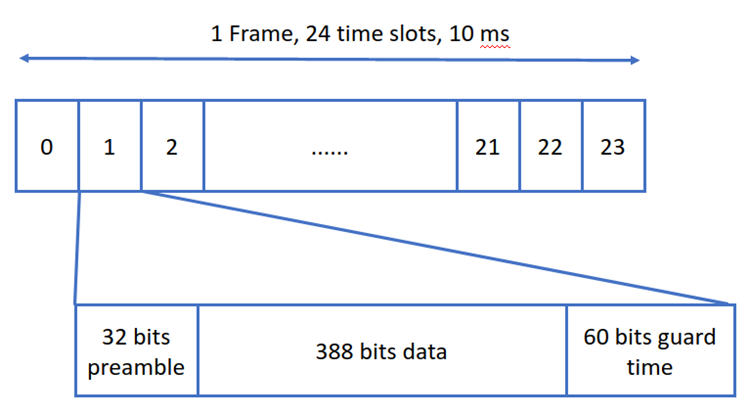 1 Frame, 24 time slots, 10 ms
0 1 2 ...... 21 22 23
32 bits
preamble
388 bits data
60 bits guard
time